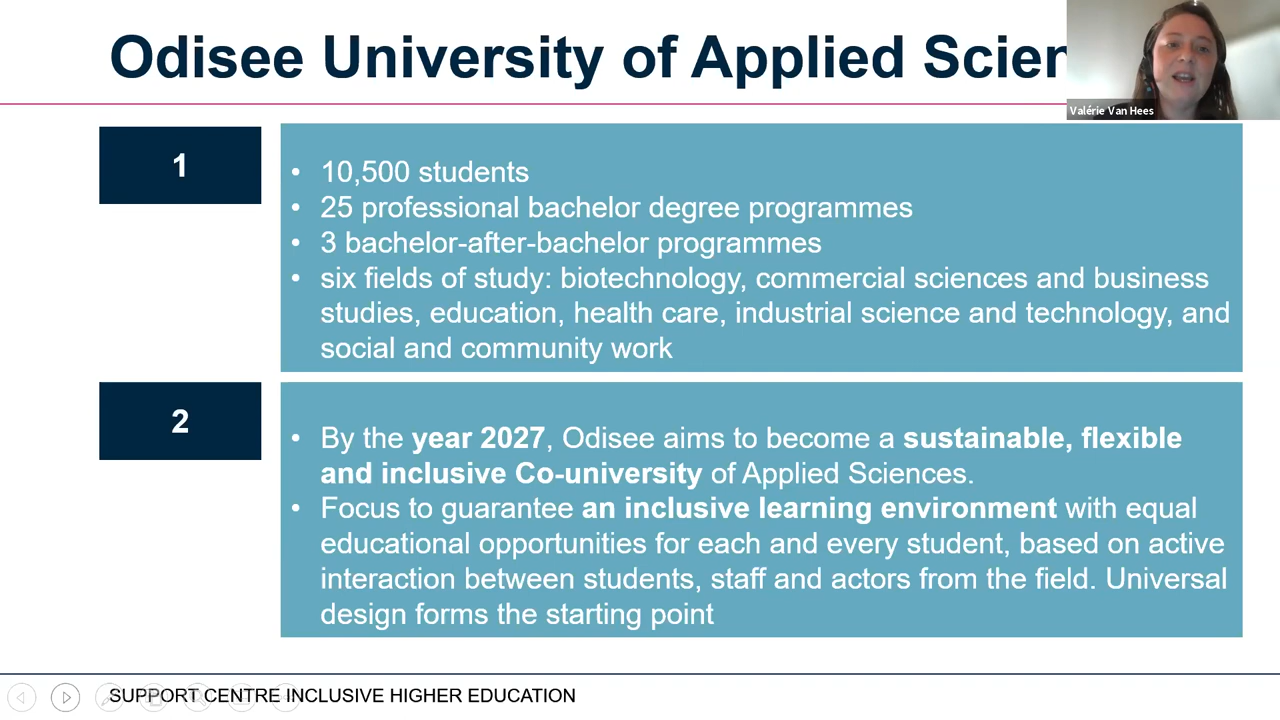 Odisee University of Applied Scien
Valérie Van Hees
1
• 10,500 students
• 25 professional bachelor degree programmes
• 3 bachelor-after-bachelor programmes
• six fields of study: biotechnology, commercial sciences and business
studies, education, health care, industrial science and technology, and
social and community work
2
• By the year 2027, Odisee aims to become a sustainable, flexible
and inclusive Co-university of Applied Sciences.
• Focus to guarantee an inclusive learning environment with equal
educational opportunities for each and every student, based on active
interaction between students, staff and actors from the field. Universal
design forms the starting point
SUPPORT CENTRE INCLUSIVE HIGHER EDUCATION